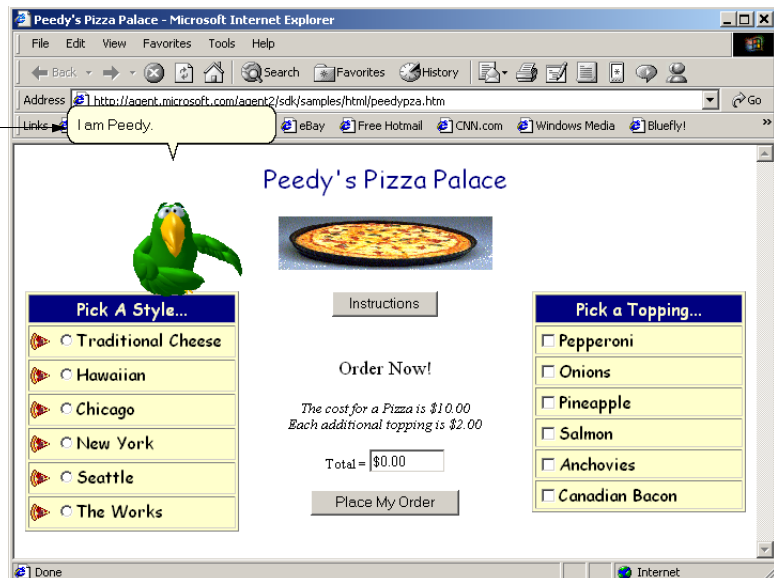 Peedy's Pizza Palace - Microsoft Internet Explorer
File Edit View Favorites Tools Help
Back Search Favorites History
Address http://agent.microsoft.com/agent2/sdk/samples/html/peedypza.htm Go
Links eBay Free Hotmail CNN.com Windows Media Bluefly! »
I am Peedy.
Peedy's Pizza Palace
Pick A Style...
Traditional Cheese
Hawaiian
Chicago
New York
Seattle
The Works
Instructions
Order Now!
The cost for a Pizza is $10.00
Each additional topping is $2.00
Total = $0.00
Place My Order
Pick a Topping...
Pepperoni
Onions
Pineapple
Salmon
Anchovies
Canadian Bacon
Done Internet